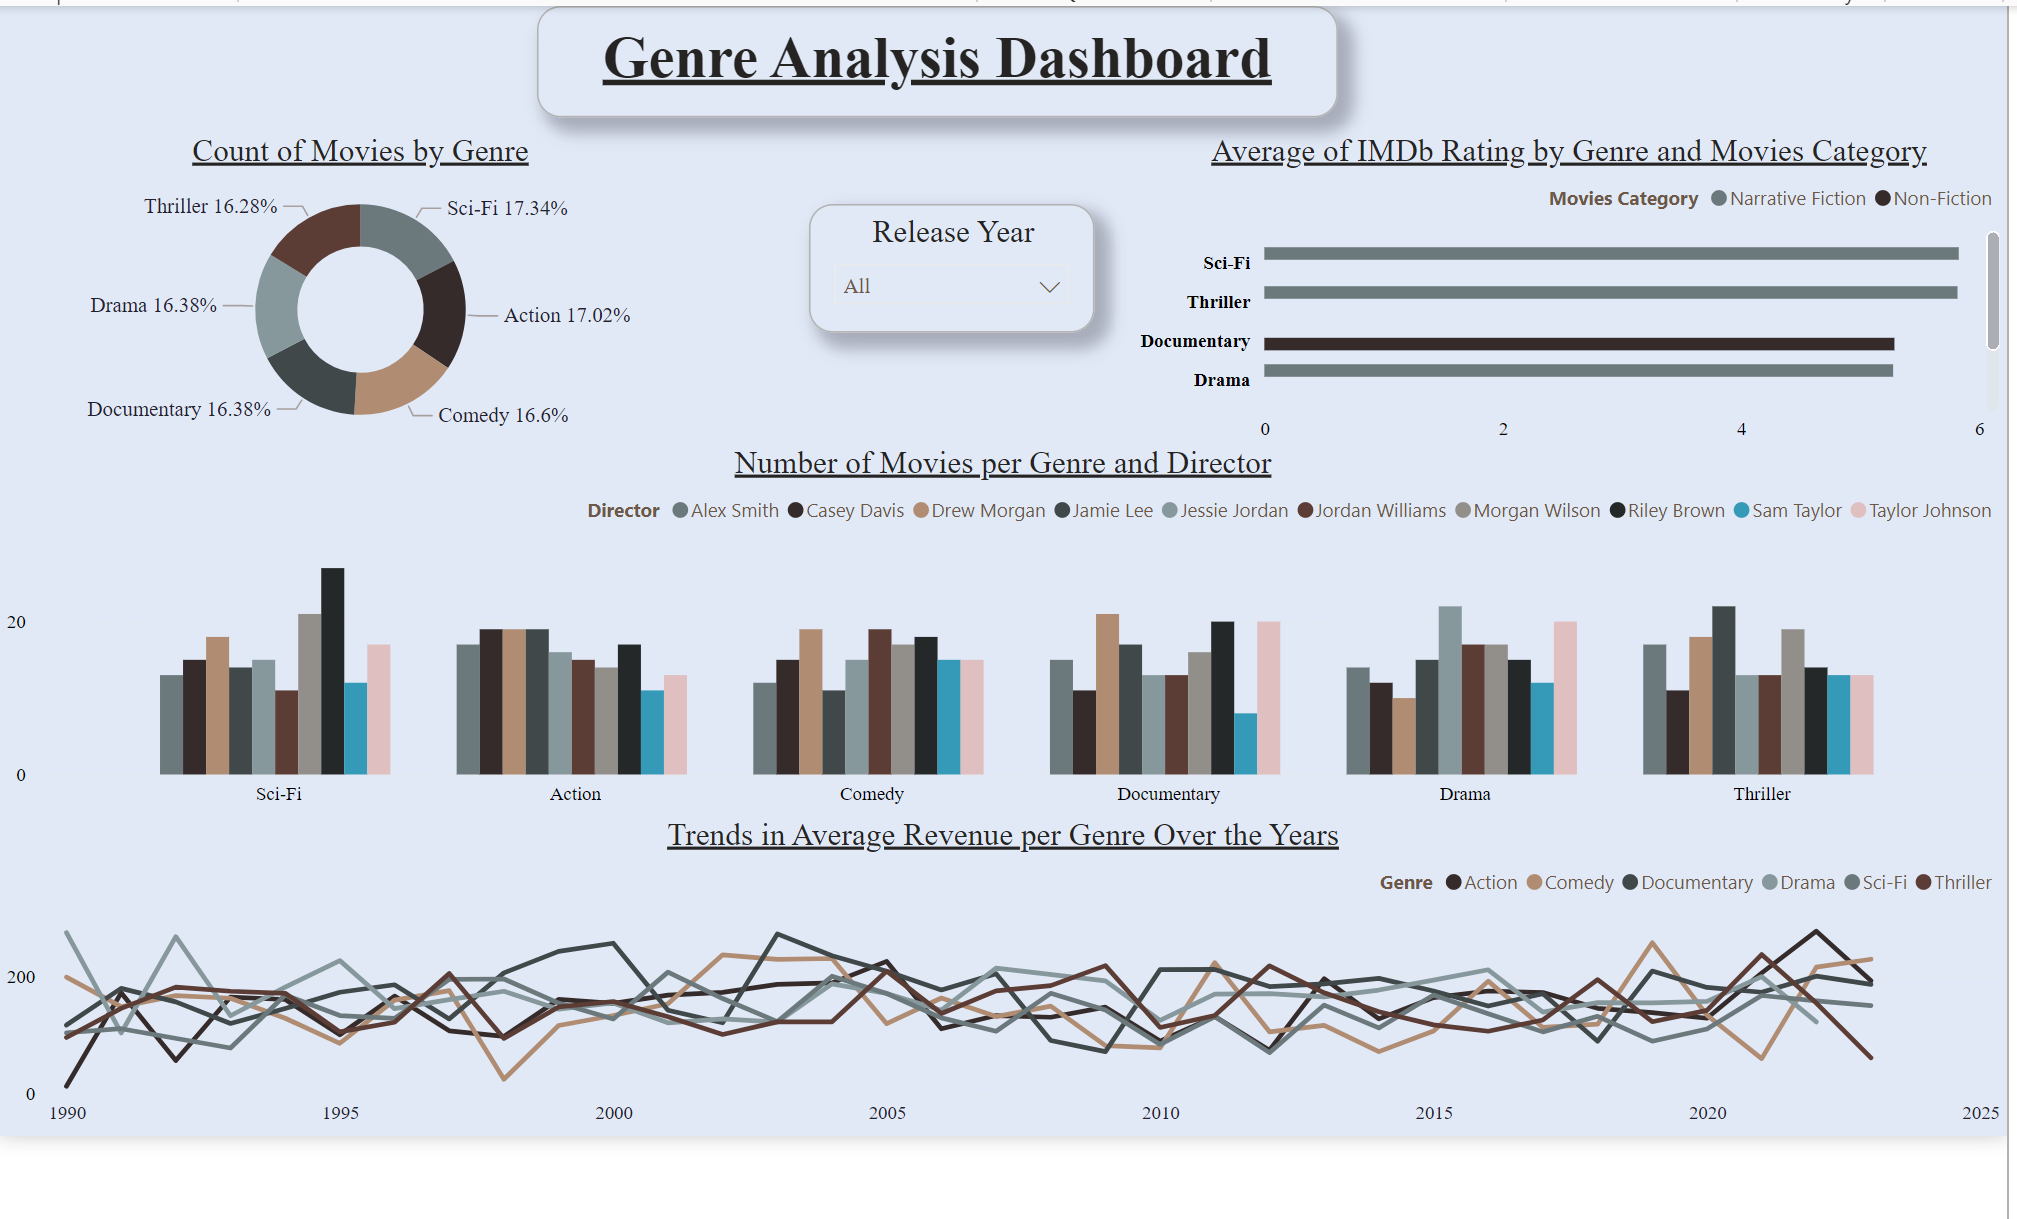 Genre Analysis Dashboard
Count of Movies by Genre
Thriller 16.28%
Sci-Fi 17.34%
Drama 16.38%
Action 17.02%
Documentary 16.38%
Comedy 16.6%
Release Year
All
Average of IMDb Rating by Genre and Movies Category
Movies Category Narrative Fiction Non-Fiction
Sci-Fi
Thriller
Documentary
Drama
0 2 4 6
Number of Movies per Genre and Director
Director Alex Smith Casey Davis Drew Morgan Jamie Lee Jessie Jordan Jordan Williams Morgan Wilson Riley Brown Sam Taylor Taylor Johnson
20
0
Sci-Fi Action Comedy Documentary Drama Thriller
Trends in Average Revenue per Genre Over the Years
Genre Action Comedy Documentary Drama Sci-Fi Thriller
200
0
1990 1995 2000 2005 2010 2015 2020 2025